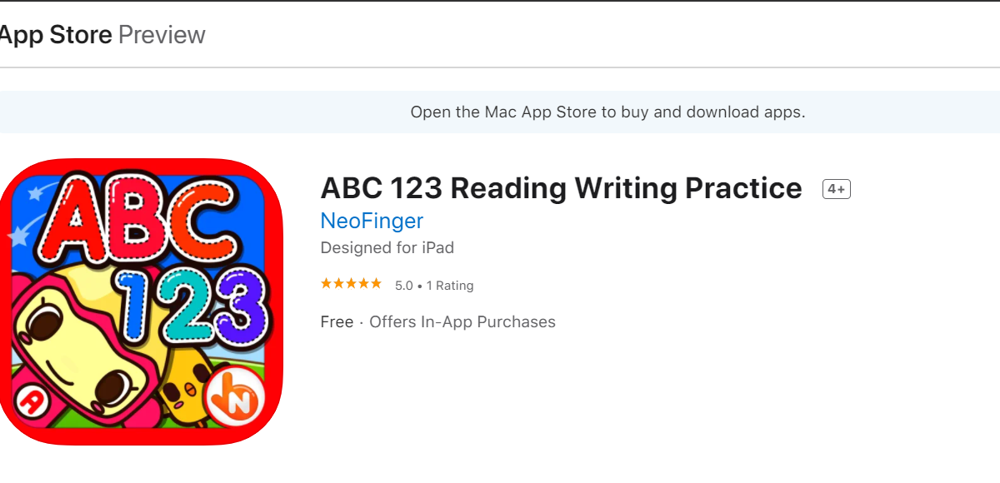 App Store Preview
Open the Mac App Store to buy and download apps.
ABC
123
A
N
ABC 123 Reading Writing Practice 4+
NeoFinger
Designed for iPad
5.0 • 1 Rating
Free · Offers In-App Purchases